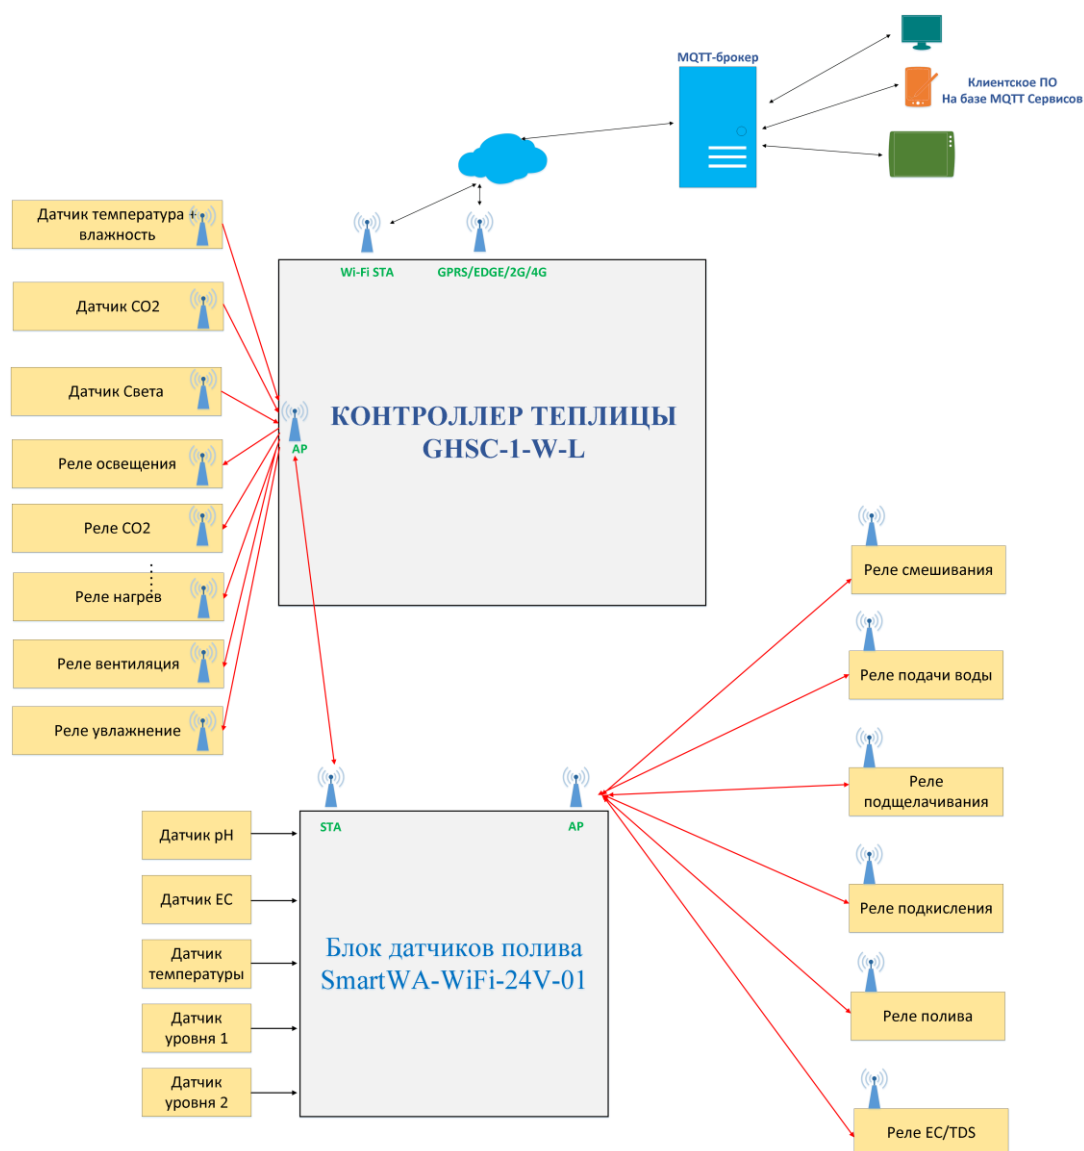 MQTT-брокер
Клиентское ПО
На базе MQTT Сервисов
Датчик температура +
влажность
Датчик CO2
Датчик Света
Реле освещения
Реле CO2
Реле нагрев
Реле вентиляция
Реле увлажнение
Wi-Fi STA
GPRS/EDGE/2G/4G
AP
КОНТРОЛЛЕР ТЕПЛИЦЫ
GHSC-1-W-L
Реле смешивания
Реле подачи воды
Реле
подщелачивания
Реле подкисления
Реле полива
Реле EC/TDS
STA
AP
Датчик pH
Датчик EC
Датчик
температуры
Датчик
уровня 1
Датчик
уровня 2
Блок датчиков полива
SmartWA-WiFi-24V-01